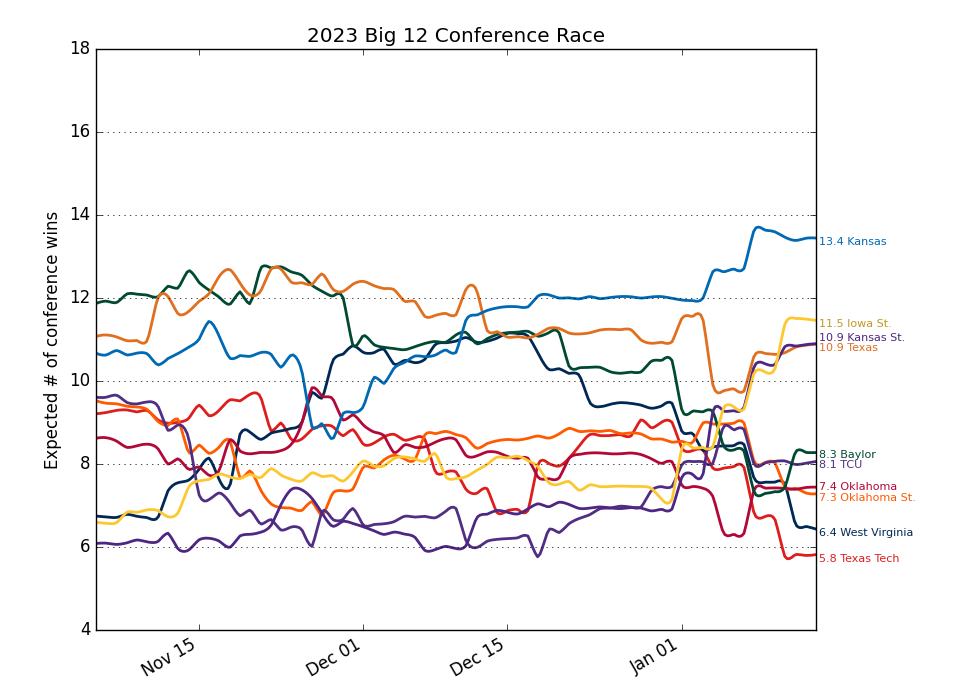 2023 Big 12 Conference Race
Expected # of conference wins
18
16
14
12
10
8
6
4
Nov 15
Dec 01
Dec 15
Jan 01
13.4 Kansas
11.5 Iowa St.
10.9 Kansas St.
10.9 Texas
8.3 Baylor
8.1 TCU
7.4 Oklahoma
7.3 Oklahoma St.
6.4 West Virginia
5.8 Texas Tech